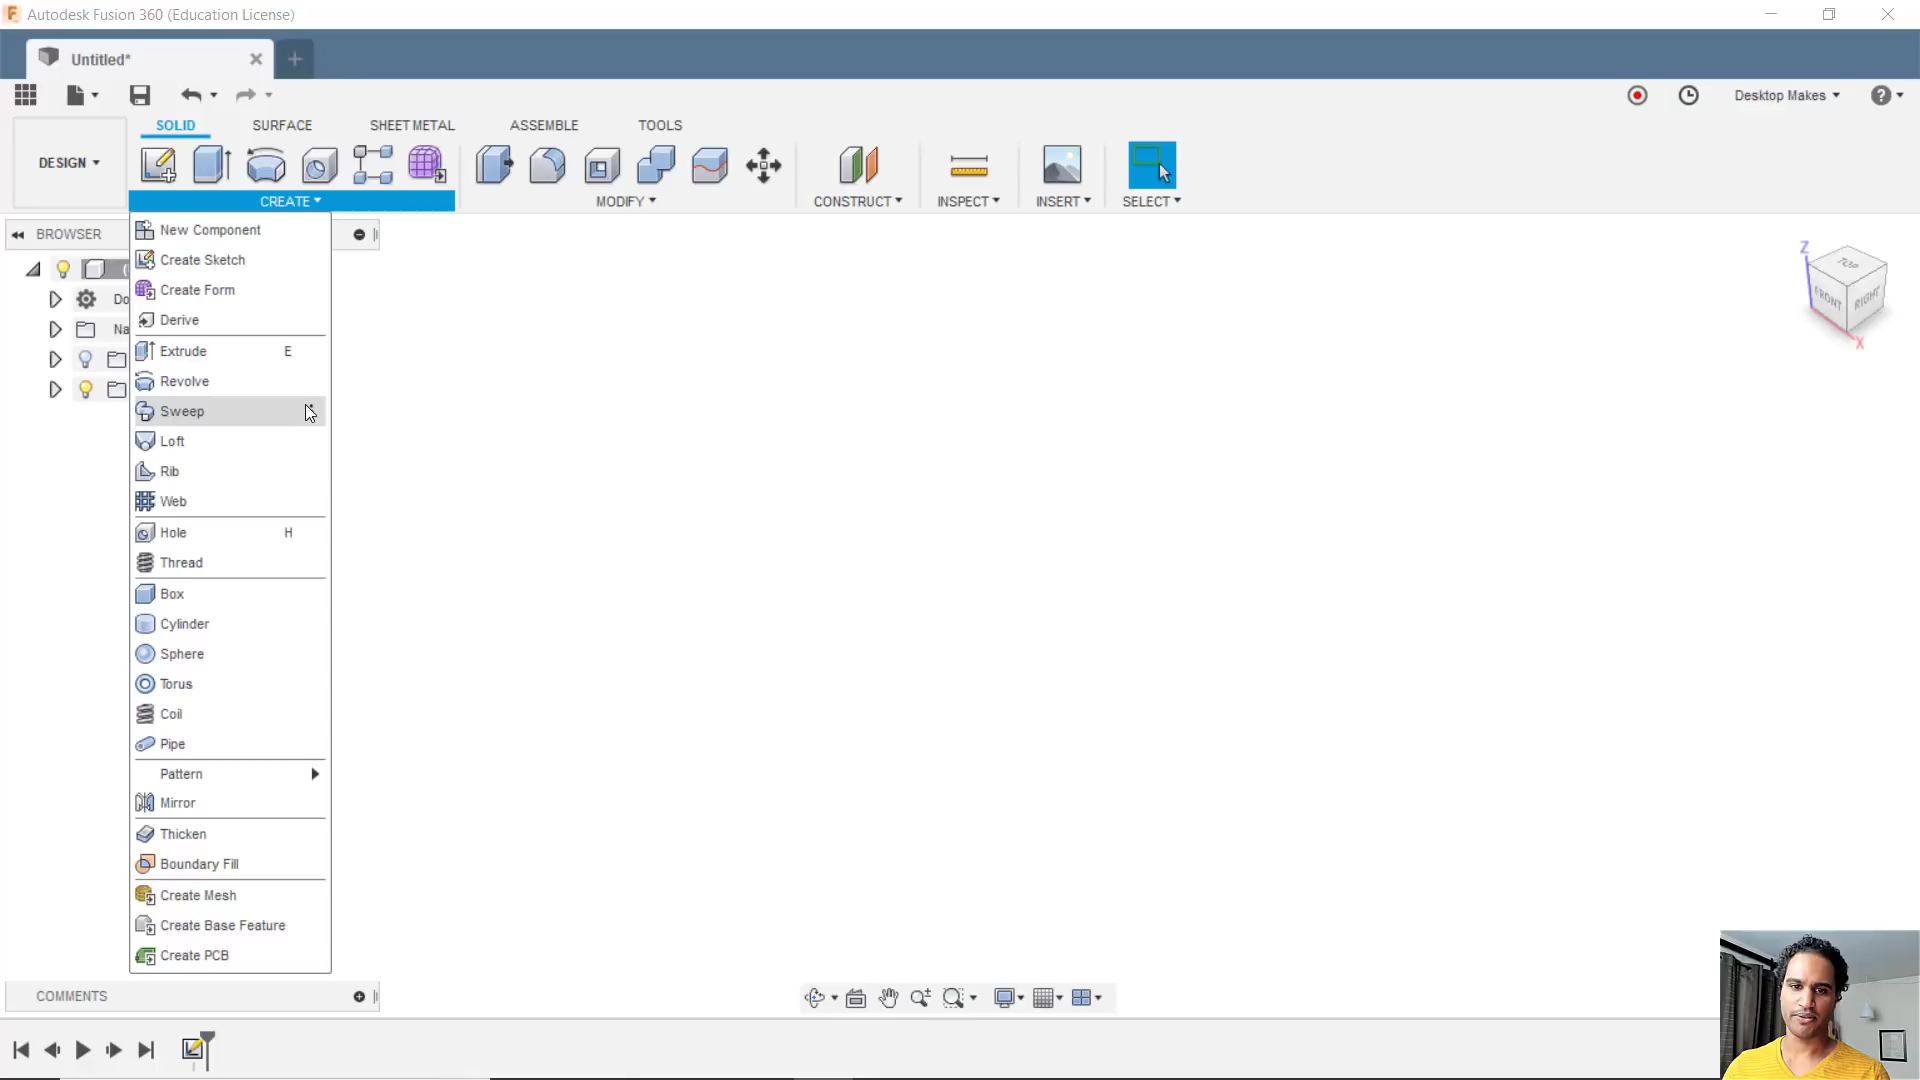 Autodesk Fusion 360 (Education License)
Untitled*
Desktop Makes
SOLID SURFACE SHEET METAL ASSEMBLE TOOLS
DESIGN
CREATE MODIFY CONSTRUCT INSPECT INSERT SELECT
BROWSER
New Component
Create Sketch
Create Form
Derive
Extrude E
Revolve
Sweep
Loft
Rib
Web
Hole H
Thread
Box
Cylinder
Sphere
Torus
Coil
Pipe
Pattern
Mirror
Thicken
Boundary Fill
Create Mesh
Create Base Feature
Create PCB
Do
Na
Z
TOP
FRONT RIGHT
X
COMMENTS